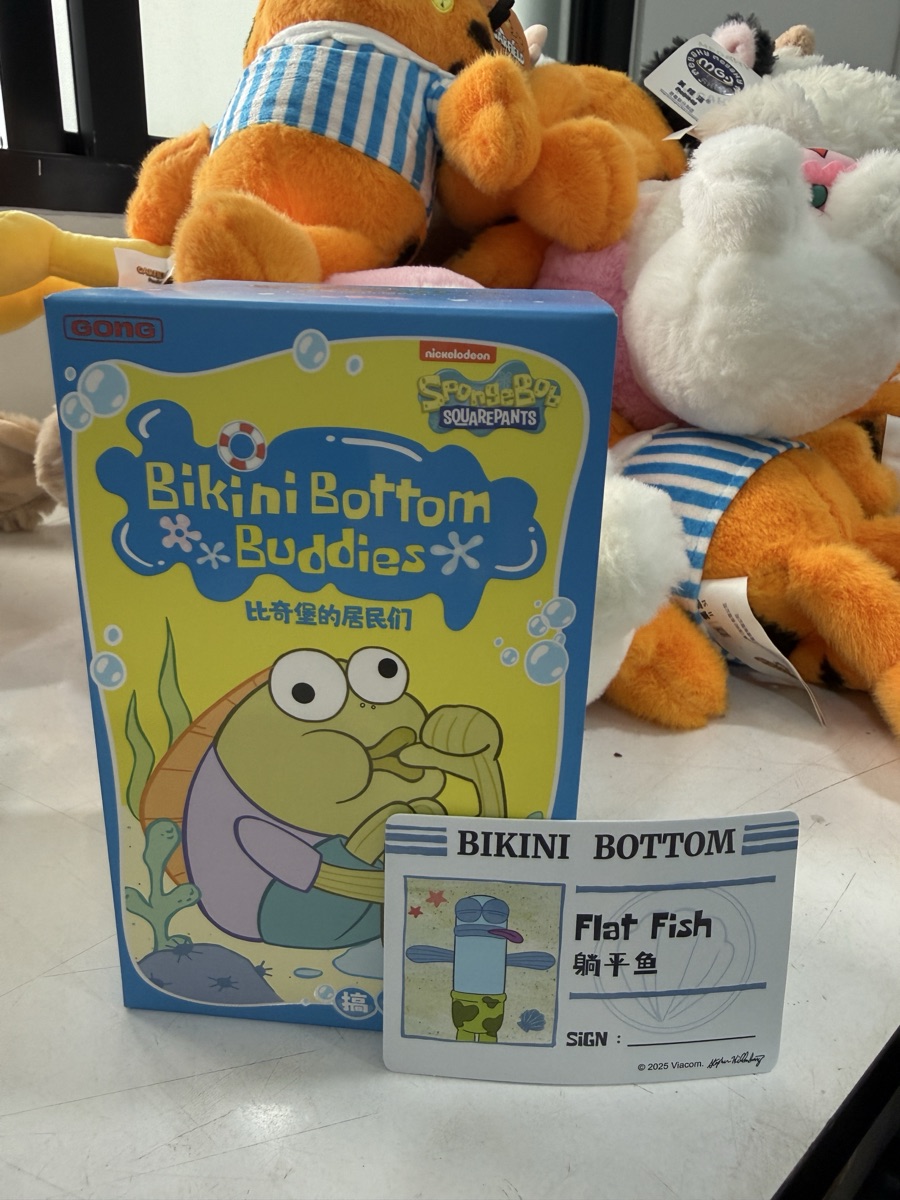 GONG
nickelodeon
SpongeBob
SQUAREPANTS
Bikini Bottom
Buddies
比奇堡的居民们
搞
BIKINI BOTTOM
Flat Fish
躺平鱼
SiGN :
© 2025 Viacom.